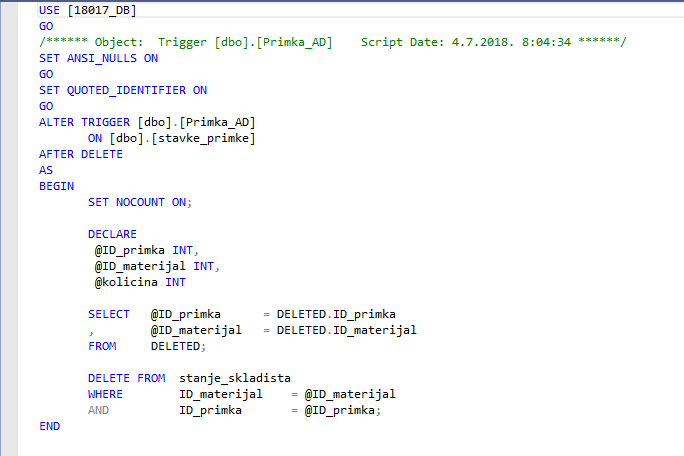 USE [18017_DB]
GO
/****** Object:  Trigger [dbo].[Primka_AD]    Script Date: 4.7.2018. 8:04:34 ******/
SET ANSI_NULLS ON
GO
SET QUOTED_IDENTIFIER ON
GO
ALTER TRIGGER [dbo].[Primka_AD]
       ON [dbo].[stavke_primke]
AFTER DELETE
AS
BEGIN
       SET NOCOUNT ON;
       DECLARE
        @ID_primka INT,
        @ID_materijal INT,
        @kolicina INT
       SELECT   @ID_primka      = DELETED.ID_primka
       ,        @ID_materijal   = DELETED.ID_materijal
       FROM     DELETED;
       DELETE FROM  stanje_skladista
       WHERE        ID_materijal    = @ID_materijal
       AND          ID_primka       = @ID_primka;
END